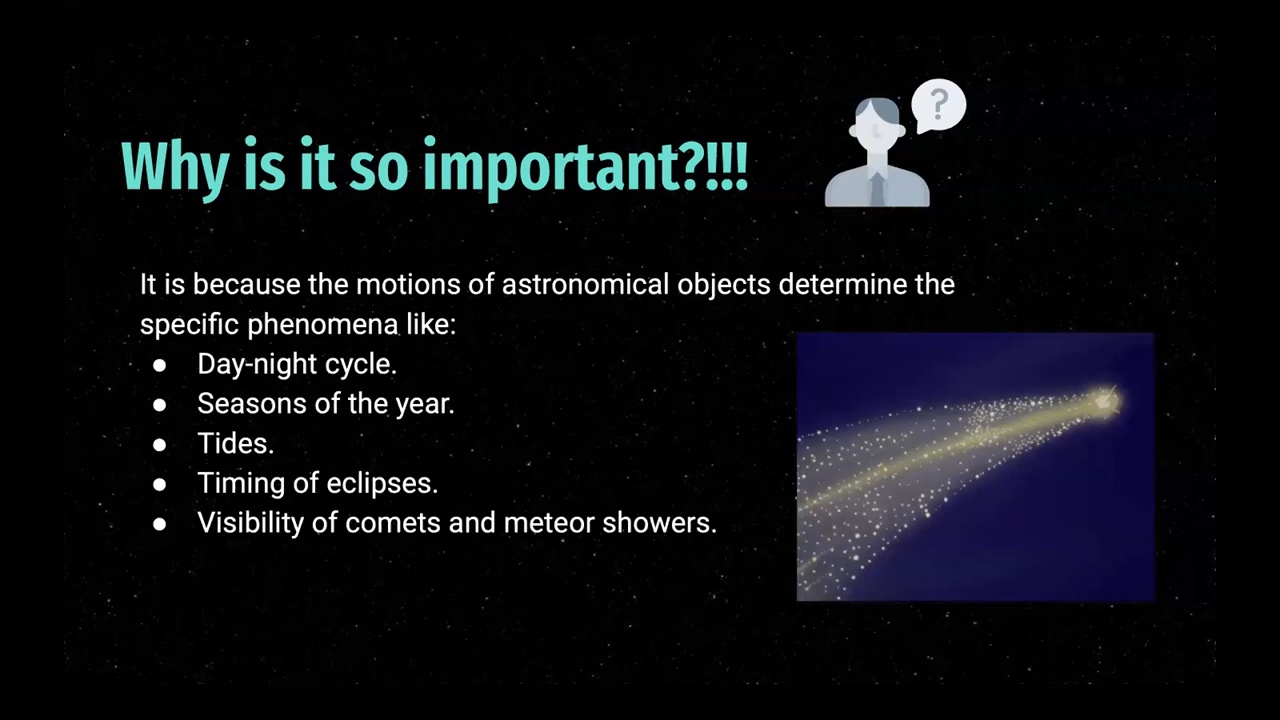 Why is it so important?!!!
?
It is because the motions of astronomical objects determine the
specific phenomena like:
● Day-night cycle.
● Seasons of the year.
● Tides.
● Timing of eclipses.
● Visibility of comets and meteor showers.